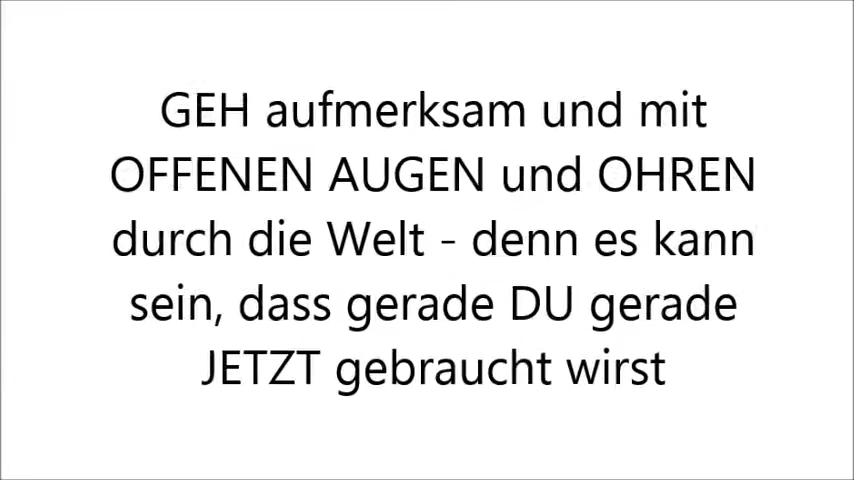 GEH aufmerksam und mit
OFFENEN AUGEN und OHREN
durch die Welt - denn es kann
sein, dass gerade DU gerade
JETZT gebraucht wirst